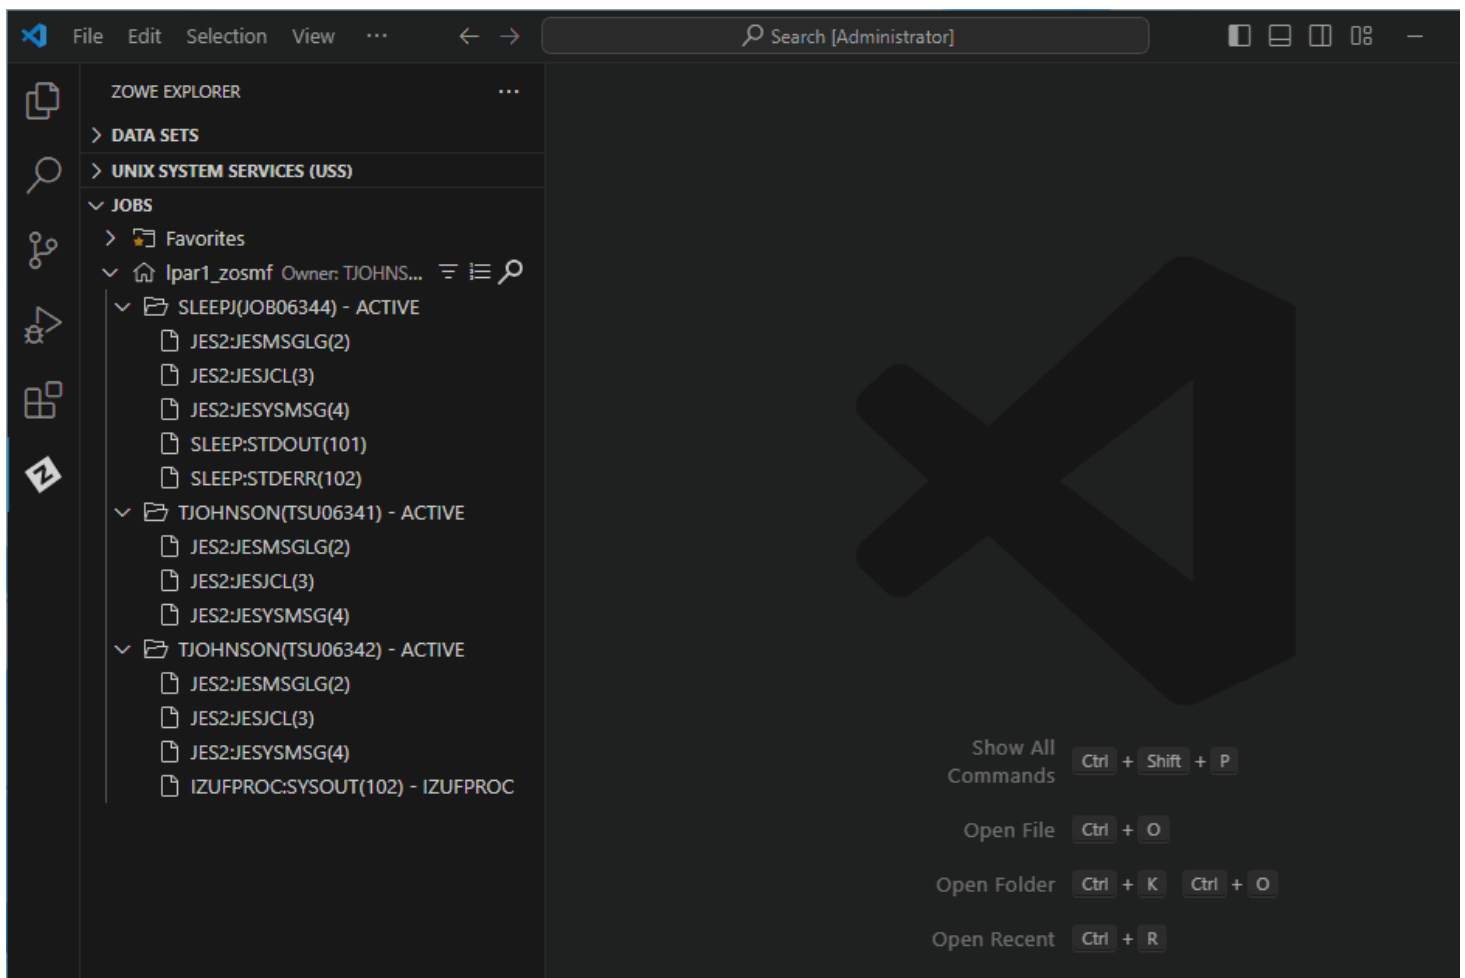 File Edit Selection View ··· Search [Administrator]
ZOWE EXPLORER ···
DATA SETS
UNIX SYSTEM SERVICES (USS)
JOBS
Favorites
lpar1_zosmf Owner: TJOHNS...
SLEEPJ(JOB06344) - ACTIVE
JES2:JESMSGLG(2)
JES2:JESJCL(3)
JES2:JESYSMSG(4)
SLEEP:STDOUT(101)
SLEEP:STDERR(102)
TJOHNSON(TSU06341) - ACTIVE
JES2:JESMSGLG(2)
JES2:JESJCL(3)
JES2:JESYSMSG(4)
TJOHNSON(TSU06342) - ACTIVE
JES2:JESMSGLG(2)
JES2:JESJCL(3)
JES2:JESYSMSG(4)
IZUFPROC:SYSOUT(102) - IZUFPROC
Show All
Commands Ctrl + Shift + P
Open File Ctrl + O
Open Folder Ctrl + K Ctrl + O
Open Recent Ctrl + R